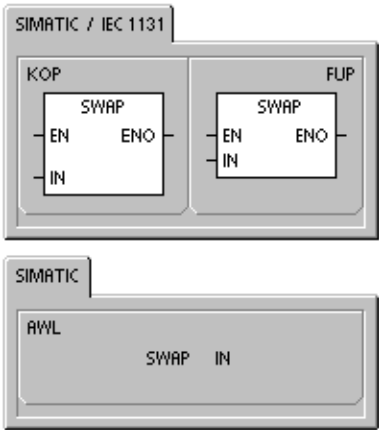 SIMATIC / IEC 1131
KOP FUP
SWAP SWAP
EN ENO EN ENO
IN IN
SIMATIC
AWL
SWAP IN